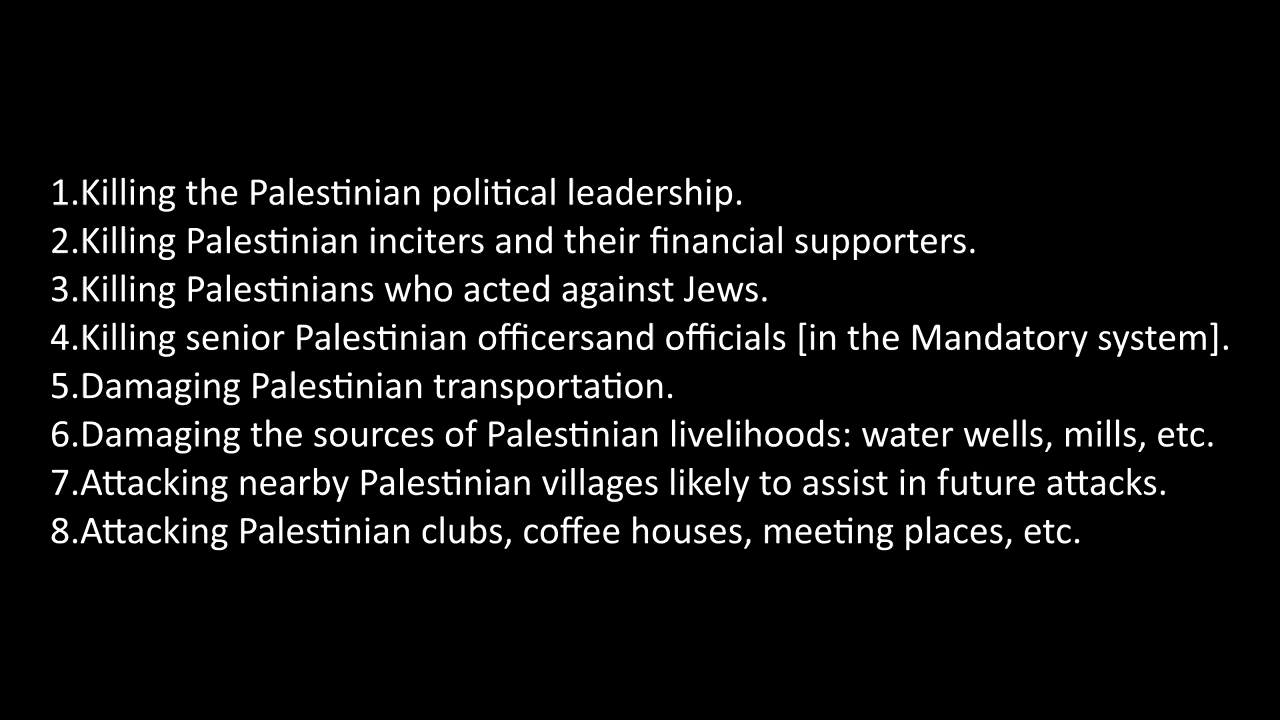 1.Killing the Palestinian political leadership.
2.Killing Palestinian inciters and their financial supporters.
3.Killing Palestinians who acted against Jews.
4.Killing senior Palestinian officersand officials [in the Mandatory system].
5.Damaging Palestinian transportation.
6.Damaging the sources of Palestinian livelihoods: water wells, mills, etc.
7.Attacking nearby Palestinian villages likely to assist in future attacks.
8.Attacking Palestinian clubs, coffee houses, meeting places, etc.